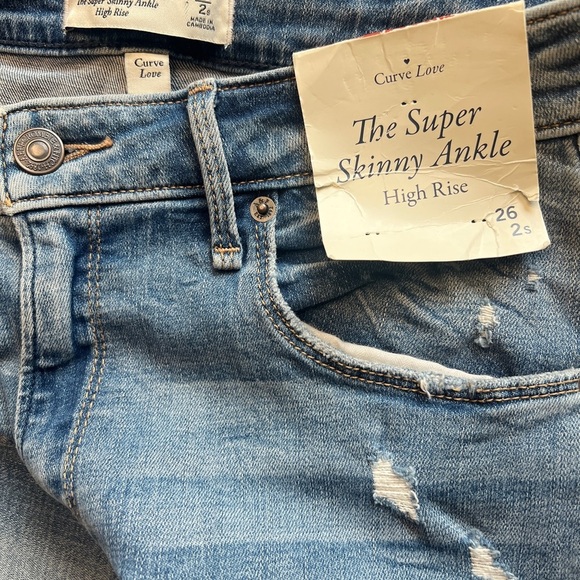 The Super Skinny Ankle
High Rise
2s
MADE IN
CAMBODIA
Curve
Love
Curve Love
The Super
Skinny Ankle
High Rise
26
2s